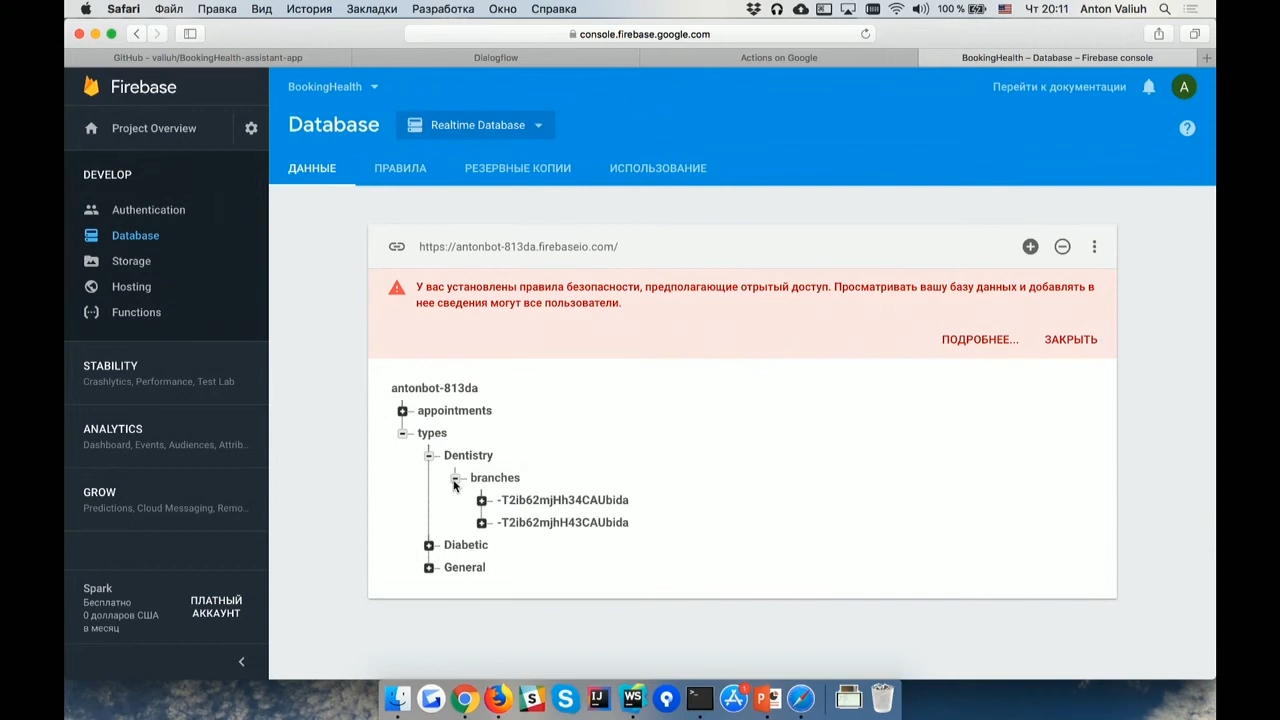 Safari Файл Правка Вид История Закладки Разработка Окно Справка 100 % Чт 20:11 Anton Valiuh
console.firebase.google.com
GitHub - valluh/BookingHealth-assistant-app Dialogflow Actions on Google BookingHealth – Database – Firebase console
Firebase BookingHealth Перейти к документации A
Project Overview Database Realtime Database ?
DEVELOP ДАННЫЕ ПРАВИЛА РЕЗЕРВНЫЕ КОПИИ ИСПОЛЬЗОВАНИЕ
Authentication
Database
Storage
Hosting
Functions
STABILITY
Crashlytics, Performance, Test Lab
ANALYTICS
Dashboard, Events, Audiences, Attrib...
GROW
Predictions, Cloud Messaging, Remo...
Spark
Бесплатно
0 долларов США
в месяц
ПЛАТНЫЙ
АККАУНТ
https://antonbot-813da.firebaseio.com/
У вас установлены правила безопасности, предполагающие отрытый доступ. Просматривать вашу базу данных и добавлять в
нее сведения могут все пользователи.
ПОДРОБНЕЕ... ЗАКРЫТЬ
antonbot-813da
appointments
types
Dentistry
branches
-T2ib62mjHh34CAUbida
-T2ib62mjhH43CAUbida
Diabetic
General